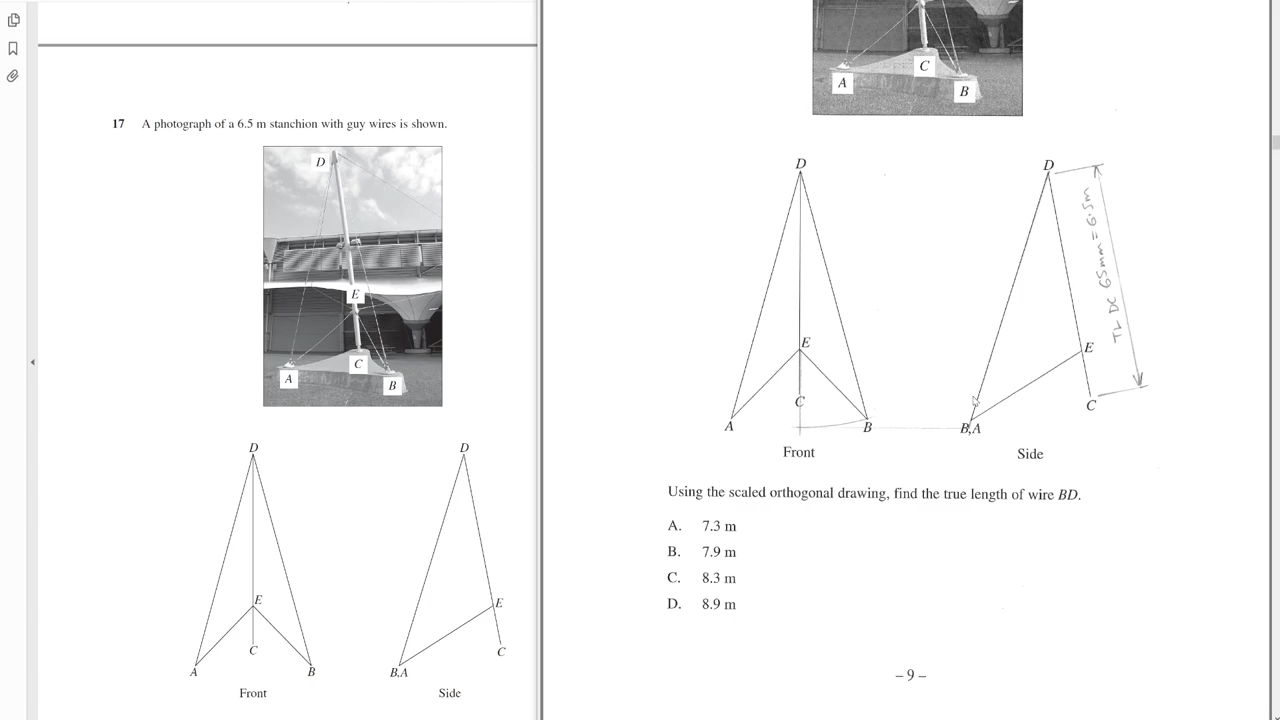 17 A photograph of a 6.5 m stanchion with guy wires is shown.
D
E
C
A
B
D
E
C
A
B
Front
D
E
C
B,A
Side
C
A
B
D
E
C
A
B
Front
D
E
C
B,A
Side
TL DC 65mm = 6.5m
Using the scaled orthogonal drawing, find the true length of wire BD.
A. 7.3 m
B. 7.9 m
C. 8.3 m
D. 8.9 m
– 9 –